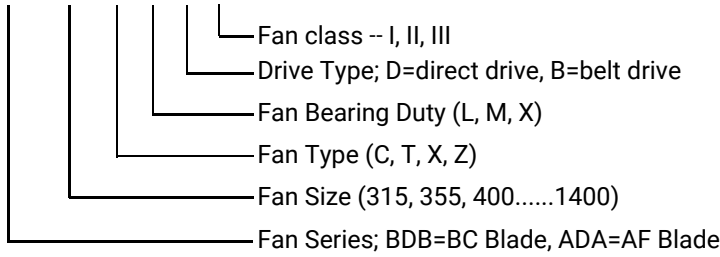 Fan class -- I, II, III
Drive Type; D=direct drive, B=belt drive
Fan Bearing Duty (L, M, X)
Fan Type (C, T, X, Z)
Fan Size (315, 355, 400......1400)
Fan Series; BDB=BC Blade, ADA=AF Blade